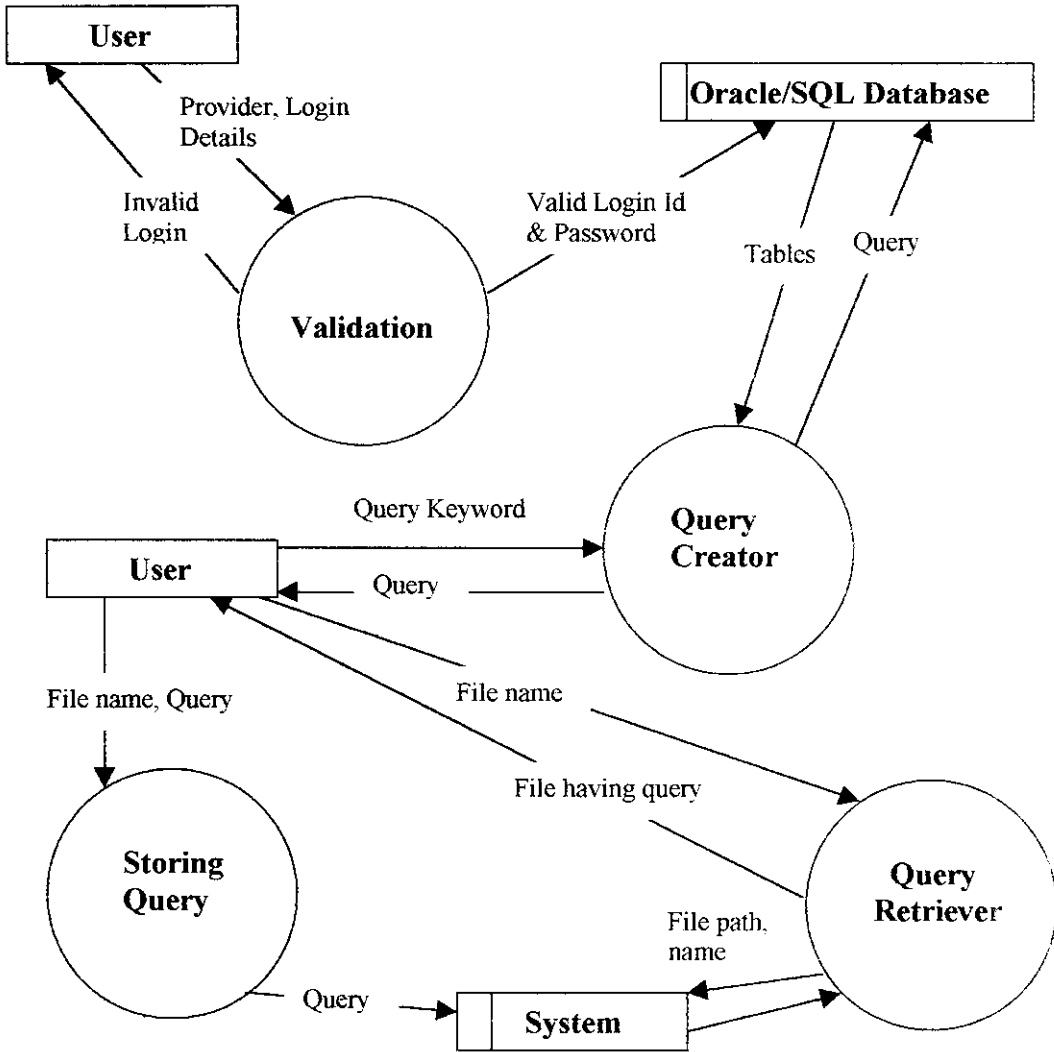 User
Oracle/SQL Database
Provider, Login
Details
Invalid
Login
Valid Login Id
& Password
Tables
Query
Validation
Query Keyword
Query
Creator
User
Query
File name, Query
File name
File having query
Storing
Query
Query
Retriever
File path,
name
Query
System